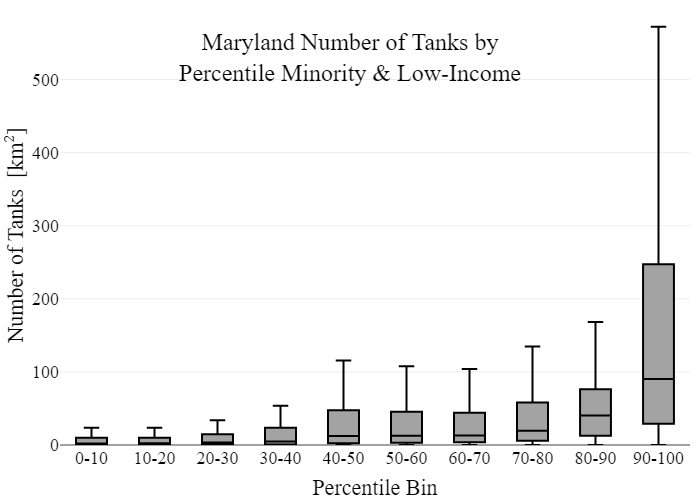 Maryland Number of Tanks by
Percentile Minority & Low-Income
Number of Tanks [km²]
500
400
300
200
100
0
0-10 10-20 20-30 30-40 40-50 50-60 60-70 70-80 80-90 90-100
Percentile Bin